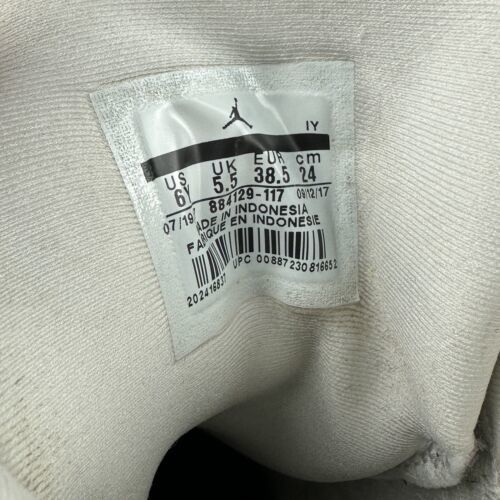 IY
US UK EUR cm
6Y 5.5 38.5 24
07/19 884129-117 09/12/17
MADE IN INDONESIA
FABRIQUE EN INDONESIE
202416837 UPC 00887230816652